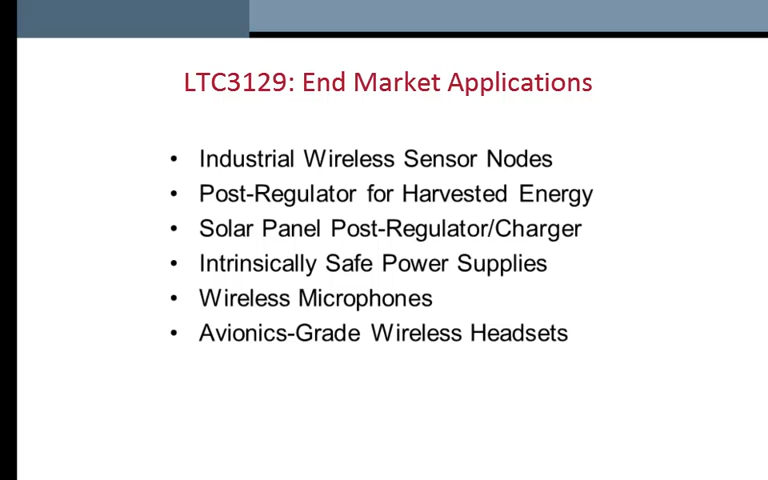 LTC3129: End Market Applications
• Industrial Wireless Sensor Nodes
• Post-Regulator for Harvested Energy
• Solar Panel Post-Regulator/Charger
• Intrinsically Safe Power Supplies
• Wireless Microphones
• Avionics-Grade Wireless Headsets